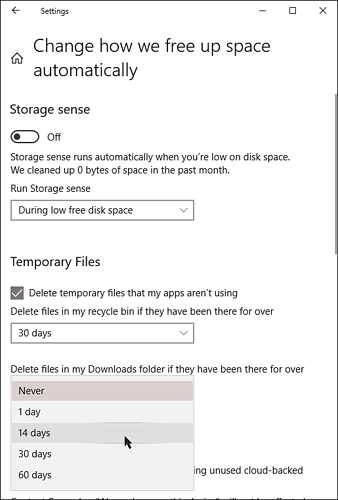 Settings
Change how we free up space
automatically
Storage sense
Off
Storage sense runs automatically when you're low on disk space.
We cleaned up 0 bytes of space in the past month.
Run Storage sense
During low free disk space
Temporary Files
Delete temporary files that my apps aren't using
Delete files in my recycle bin if they have been there for over
30 days
Delete files in my Downloads folder if they have been there for over
Never
1 day
14 days
30 days
60 days
ing unused cloud-backed